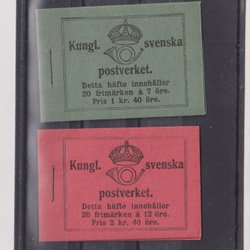 Kungl. svenska
postverket.
Detta häfte innehåller
20 frimärken à 7 öre.
Pris 1 kr. 40 öre.
Kungl. svenska
postverket.
Detta häfte innehåller
20 frimärken à 12 öre.
Pris 2 kr. 40 öre.